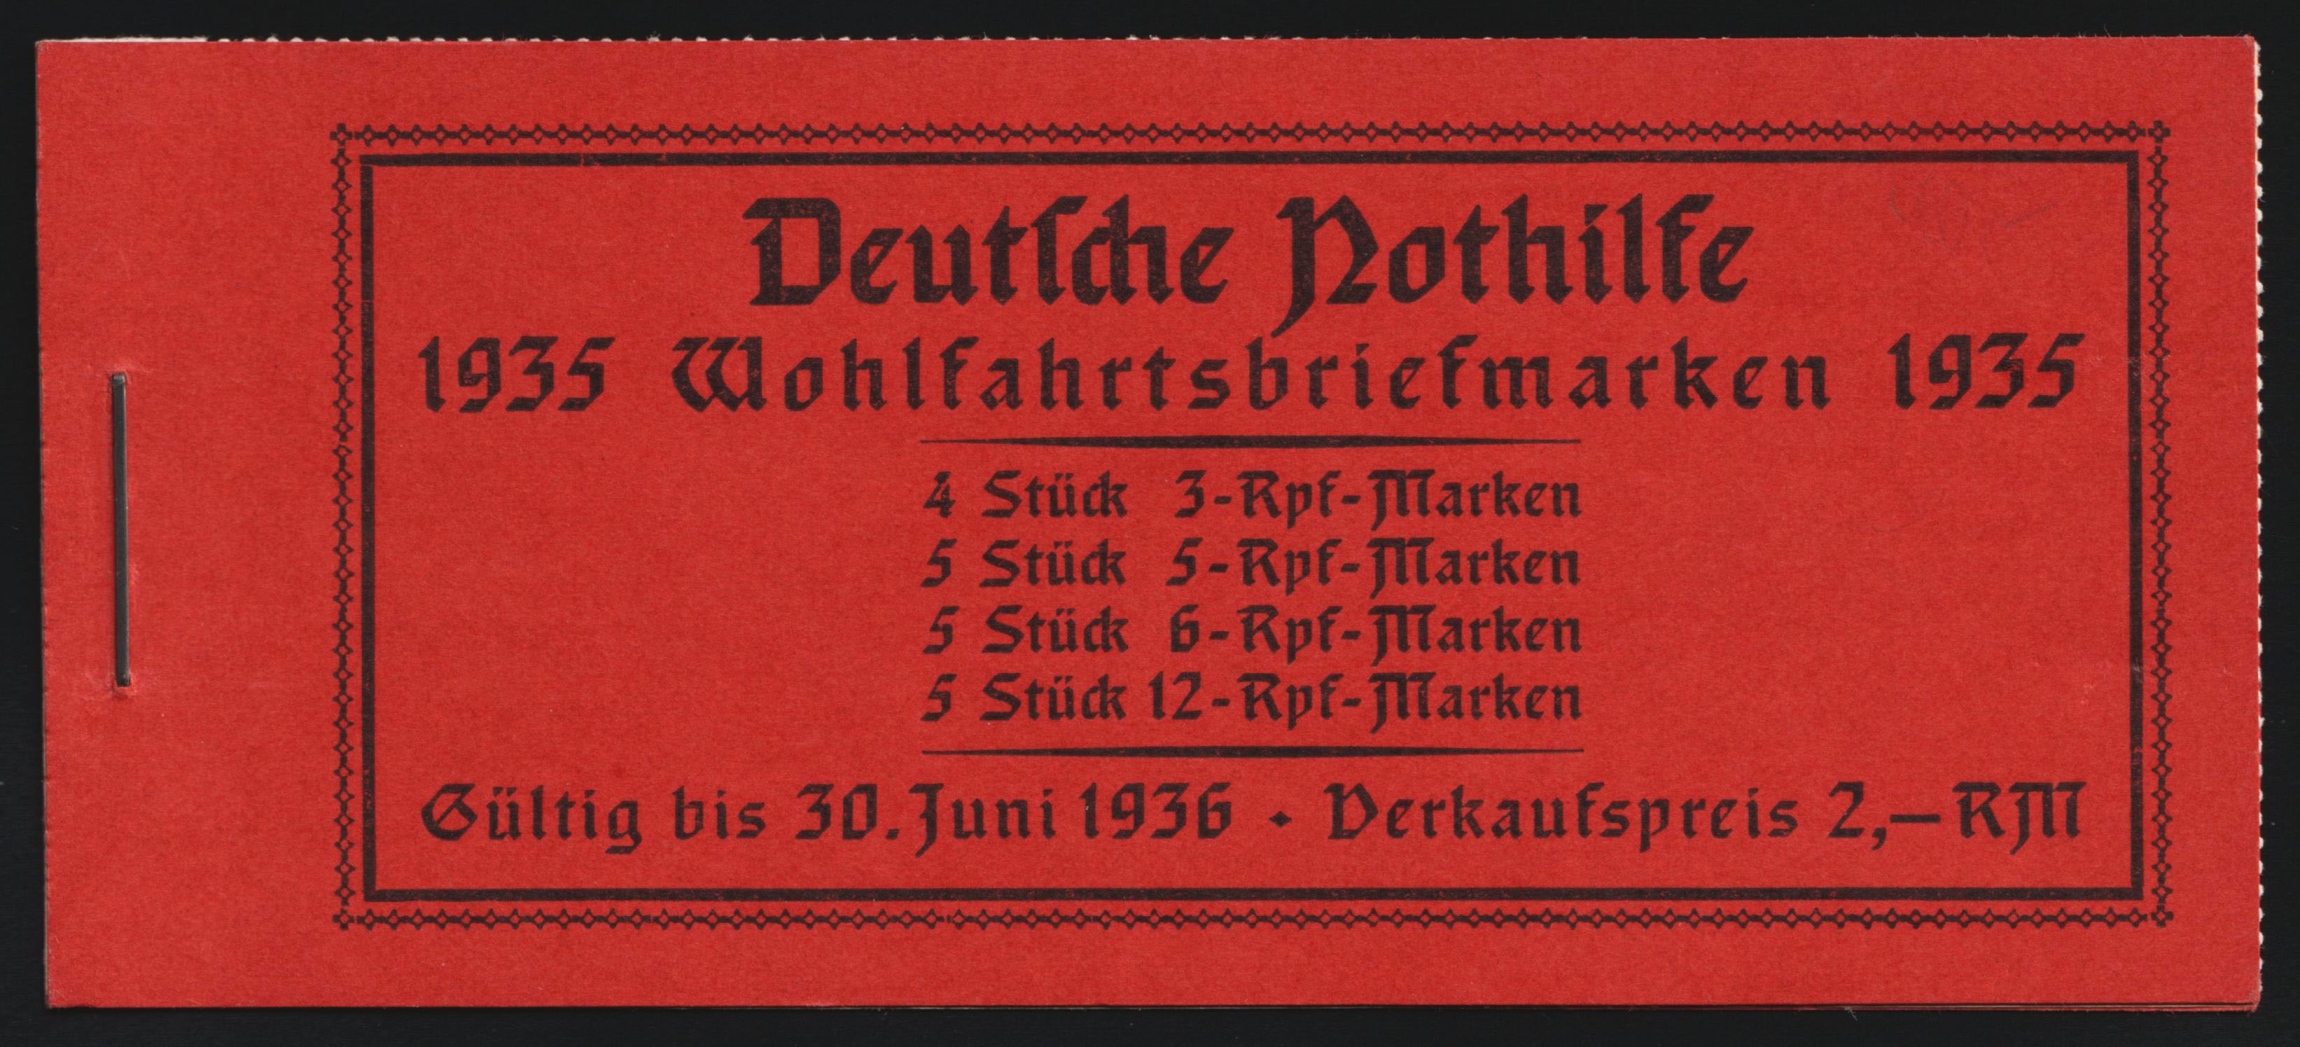 Deutſche Nothilfe
1935 Wohlfahrtsbriefmarken 1935
4 Stück 3-Rpf-Marken
5 Stück 5-Rpf-Marken
5 Stück 6-Rpf-Marken
5 Stück 12-Rpf-Marken
Gültig bis 30. Juni 1936 · Verkaufspreis 2,— RM